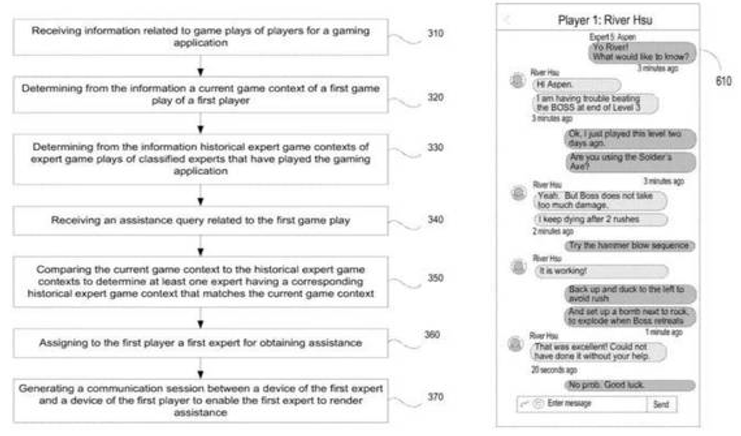 Receiving information related to game plays of players for a gaming
application
310
Determining from the information a current game context of a first game
play of a first player
320
Determining from the information historical expert game contexts of
expert game plays of classified experts that have played the gaming
application
330
Receiving an assistance query related to the first game play
340
Comparing the current game context to the historical expert game
contexts to determine at least one expert having a corresponding
historical expert game context that matches the current game context
350
Assigning to the first player a first expert for obtaining assistance
360
Generating a communication session between a device of the first expert
and a device of the first player to enable the first expert to render
assistance
370
Player 1: River Hsu
Expert 5: Aspen
Yo River!
What would like to know?
3 minutes ago
610
River Hsu
Hi Aspen.
I am having trouble beating
the BOSS at end of Level 3
3 minutes ago
Ok, I just played this level two
days ago.
Are you using the Soldier's
Axe?
3 minutes ago
River Hsu
Yeah. But Boss does not take
too much damage.
I keep dying after 2 rushes
2 minutes ago
Try the hammer blow sequence
River Hsu
It is working!
Back up and duck to the left to
avoid rush
And set up a bomb next to rock,
to explode when Boss retreats
1 minute ago
River Hsu
That was excellent! Could not
have done it without your help.
20 seconds ago
No prob. Good luck.
Enter message
Send